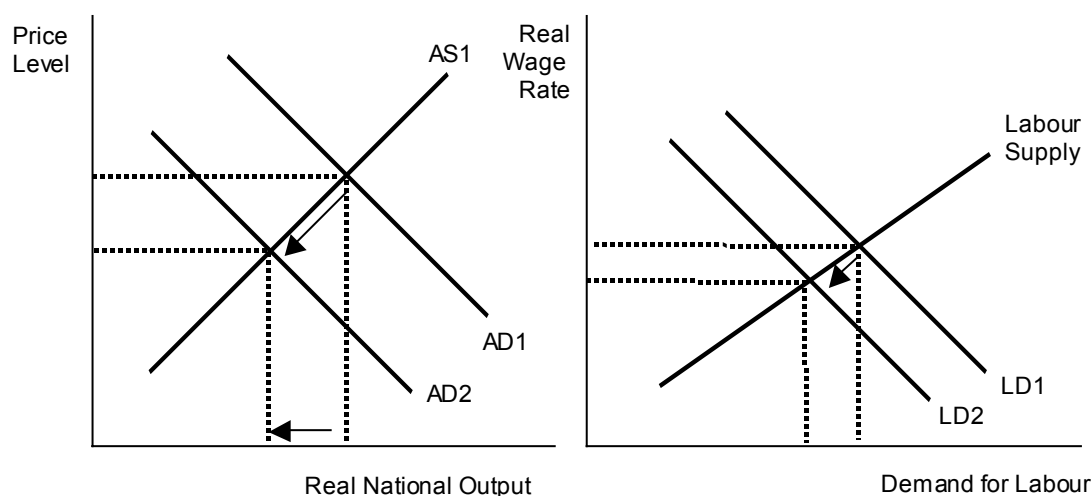 Price
Level
AS1
AD1
AD2
Real National Output
Real
Wage
Rate
Labour
Supply
LD1
LD2
Demand for Labour